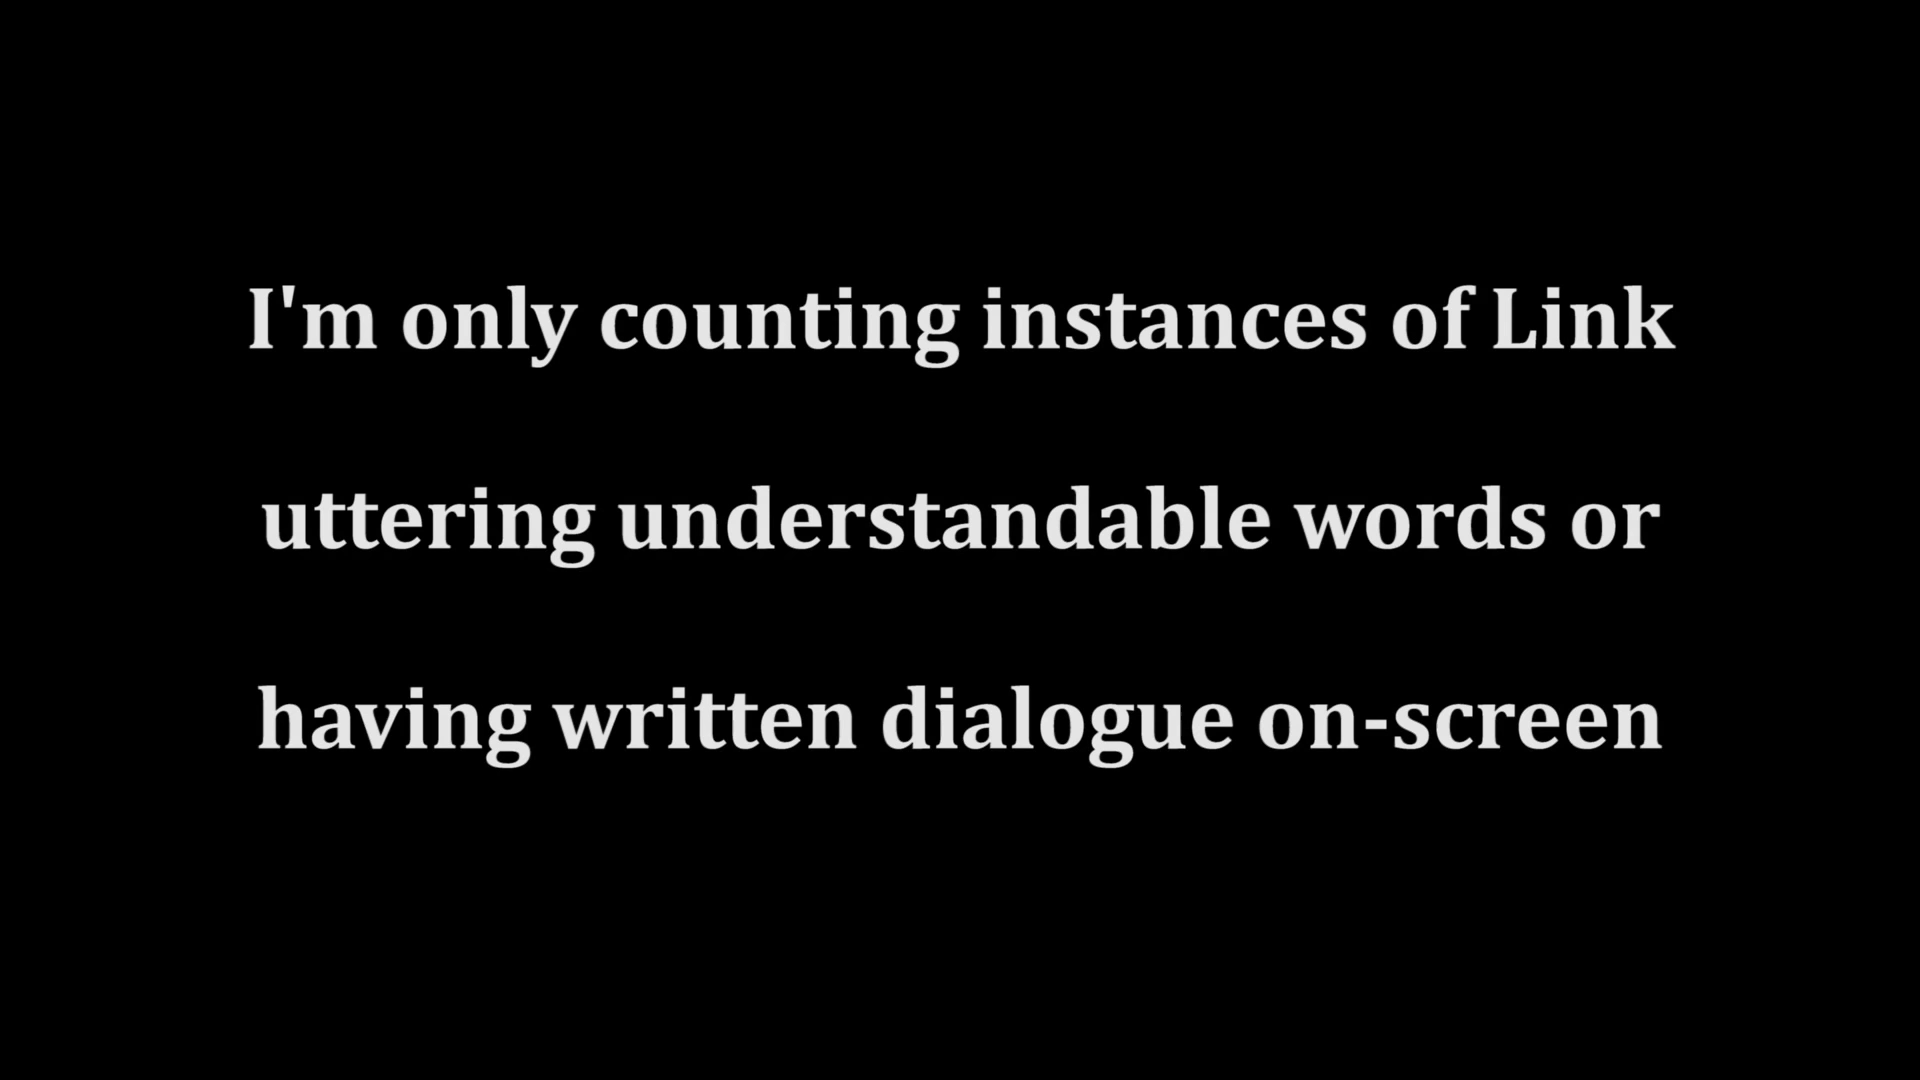 I'm only counting instances of Link
uttering understandable words or
having written dialogue on-screen